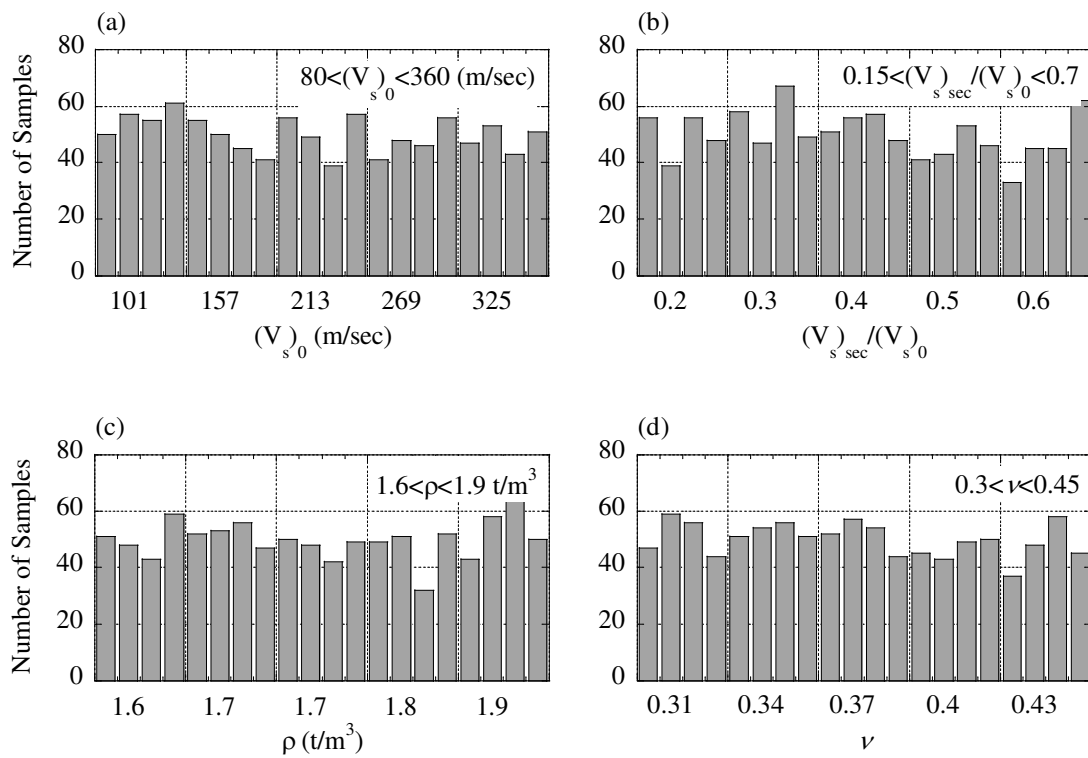 (a)
80<(V_s)_0<360 (m/sec)
Number of Samples
80
60
40
20
0
101 157 213 269 325
(V_s)_0 (m/sec)
(b)
0.15<(V_s)_sec/(V_s)_0<0.7
80
60
40
20
0
0.2 0.3 0.4 0.5 0.6
(V_s)_sec/(V_s)_0
(c)
1.6<ρ<1.9 t/m^3
Number of Samples
80
60
40
20
0
1.6 1.7 1.7 1.8 1.9
ρ (t/m^3)
(d)
0.3<ν<0.45
80
60
40
20
0
0.31 0.34 0.37 0.4 0.43
ν